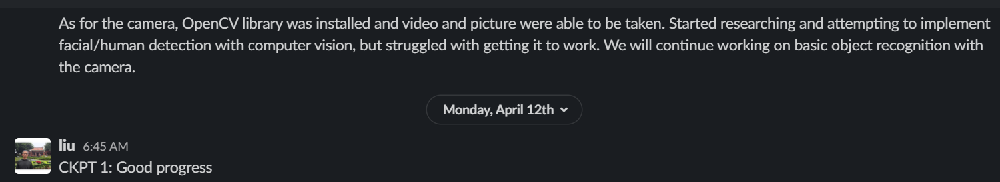 As for the camera, OpenCV library was installed and video and picture were able to be taken. Started researching and attempting to implement
facial/human detection with computer vision, but struggled with getting it to work. We will continue working on basic object recognition with
the camera.
Monday, April 12th
liu 6:45 AM
CKPT 1: Good progress